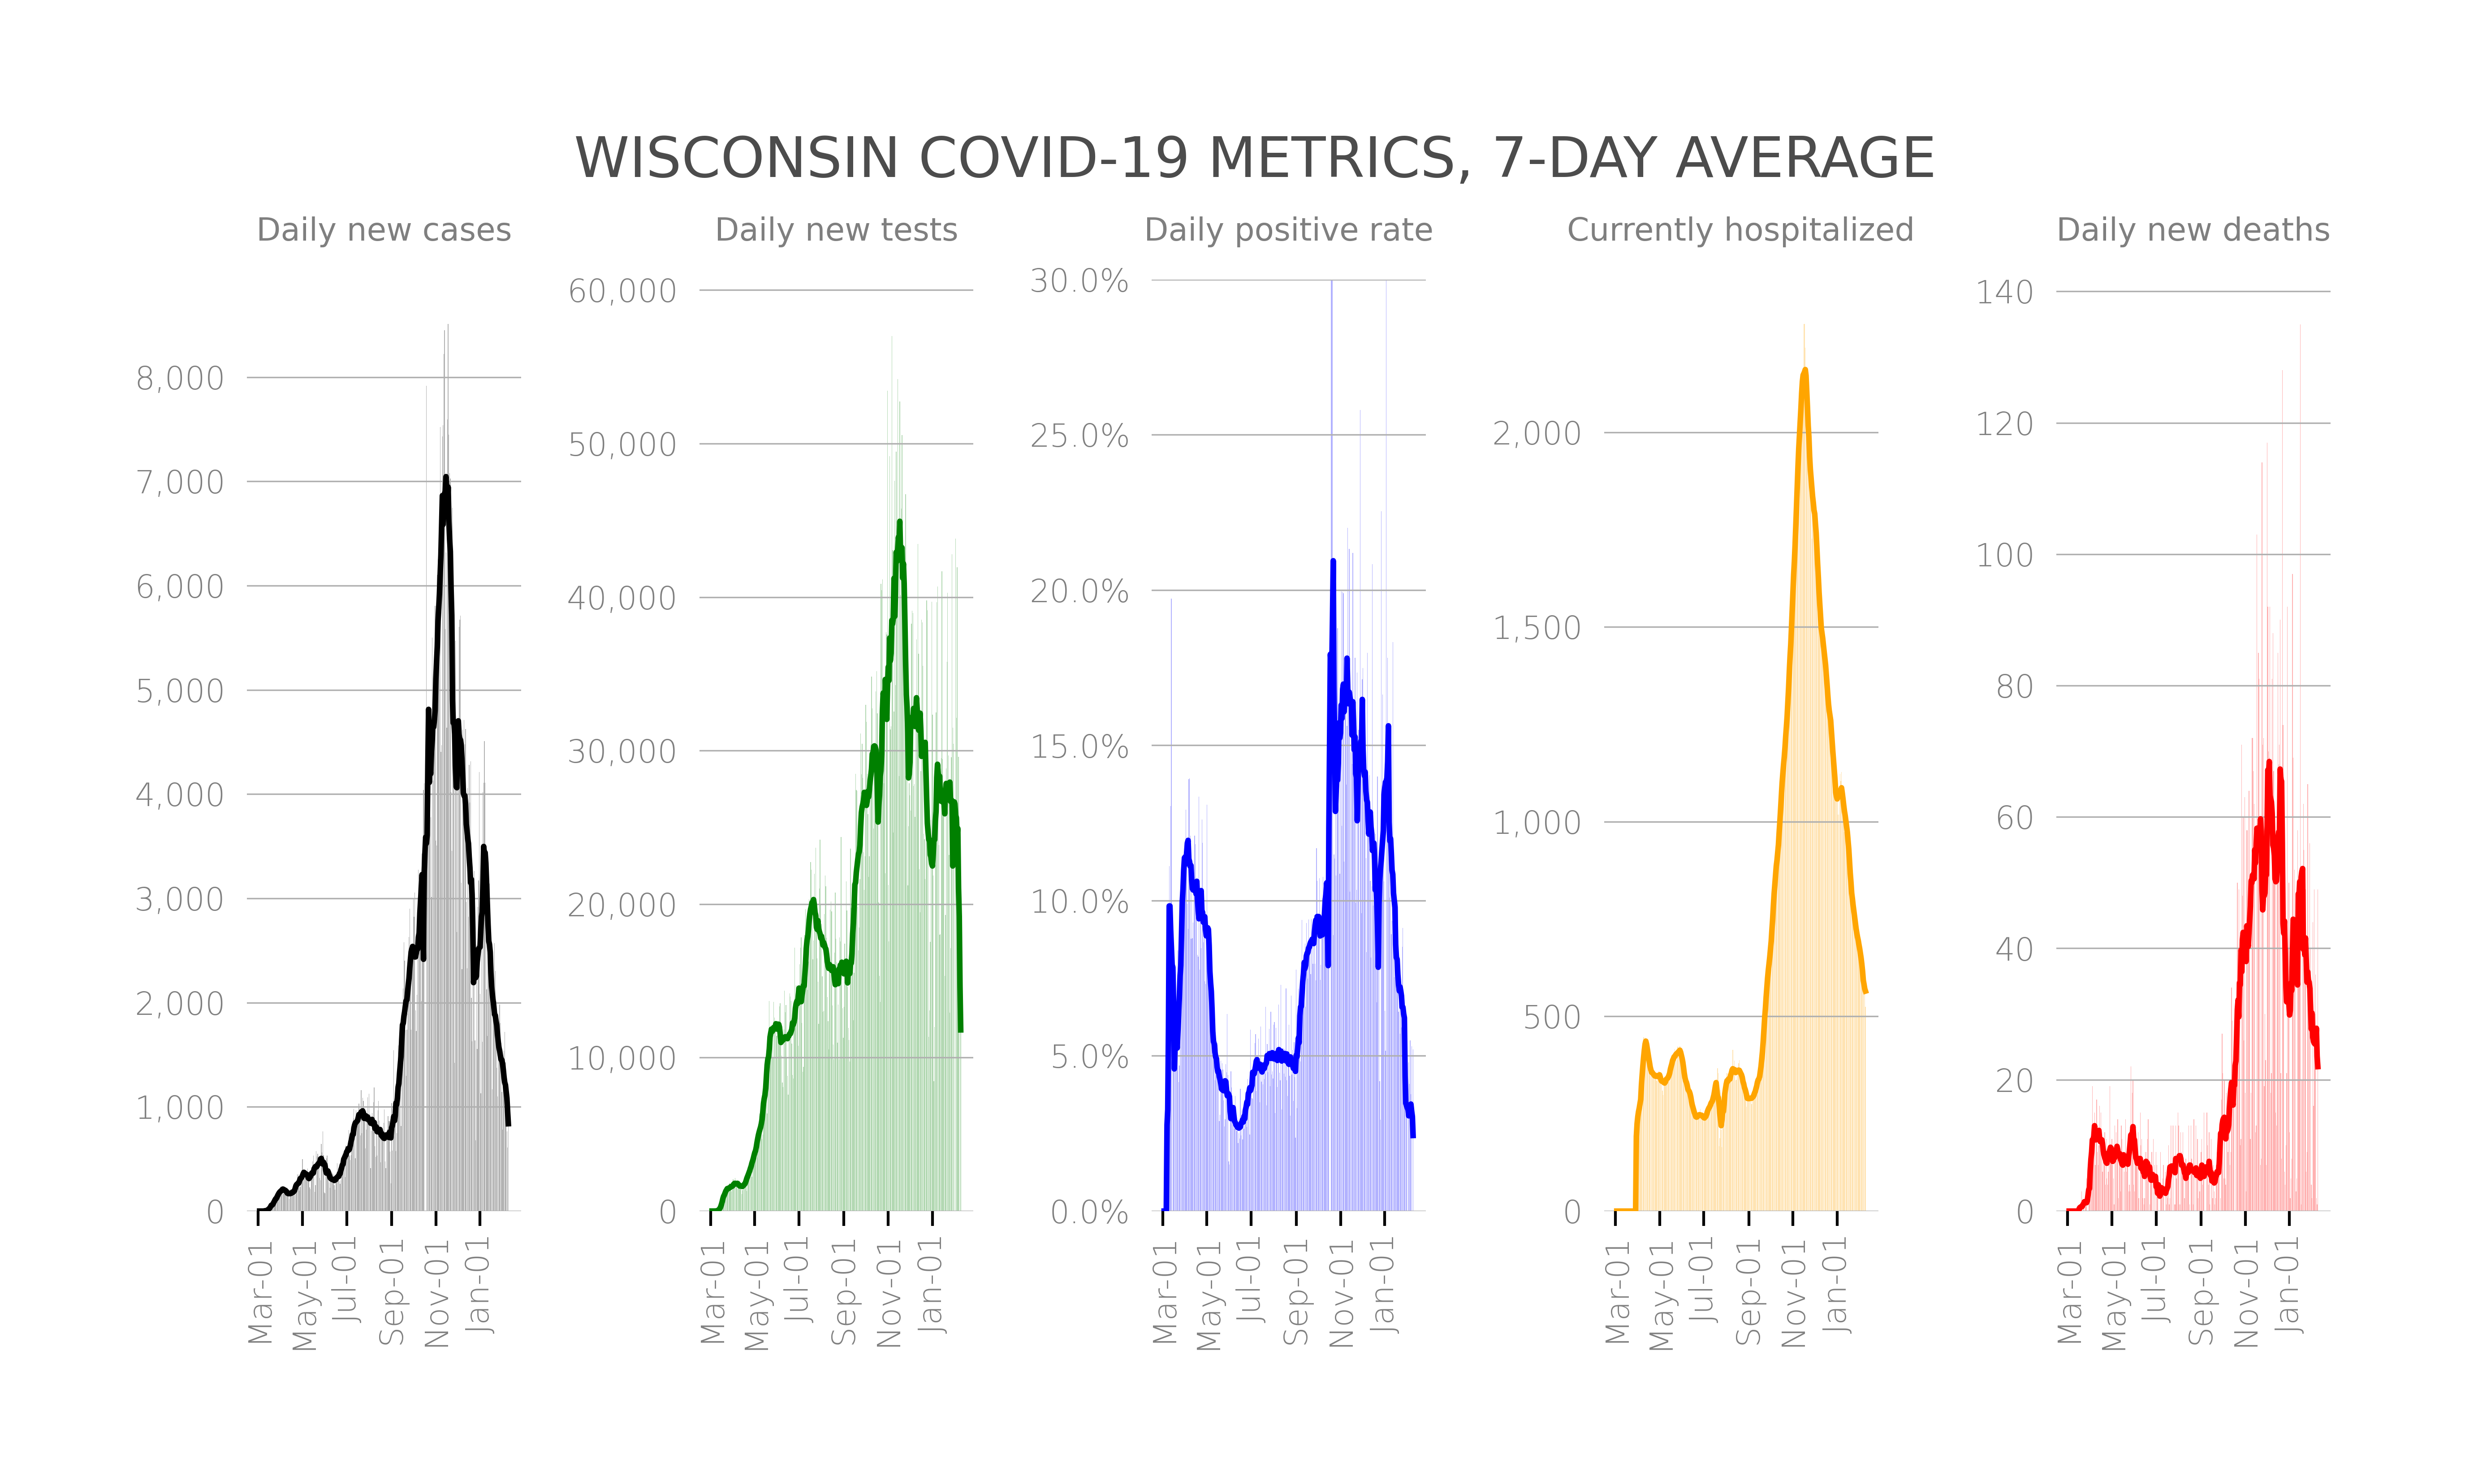 WISCONSIN COVID-19 METRICS, 7-DAY AVERAGE
Daily new cases
8,000
7,000
6,000
5,000
4,000
3,000
2,000
1,000
0
Mar-01
May-01
Jul-01
Sep-01
Nov-01
Jan-01
Daily new tests
60,000
50,000
40,000
30,000
20,000
10,000
0
Mar-01
May-01
Jul-01
Sep-01
Nov-01
Jan-01
Daily positive rate
30.0%
25.0%
20.0%
15.0%
10.0%
5.0%
0.0%
Mar-01
May-01
Jul-01
Sep-01
Nov-01
Jan-01
Currently hospitalized
2,000
1,500
1,000
500
0
Mar-01
May-01
Jul-01
Sep-01
Nov-01
Jan-01
Daily new deaths
140
120
100
80
60
40
20
0
Mar-01
May-01
Jul-01
Sep-01
Nov-01
Jan-01